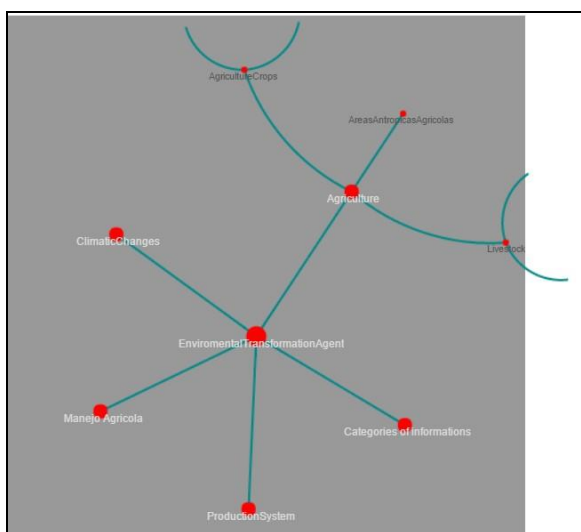 AgricultureCrops
AreasAntropicasAgricolas
Agriculture
ClimaticChanges
Livestock
EnviromentalTransformationAgent
Manejo Agricola
Categories of Informations
ProductionSystem